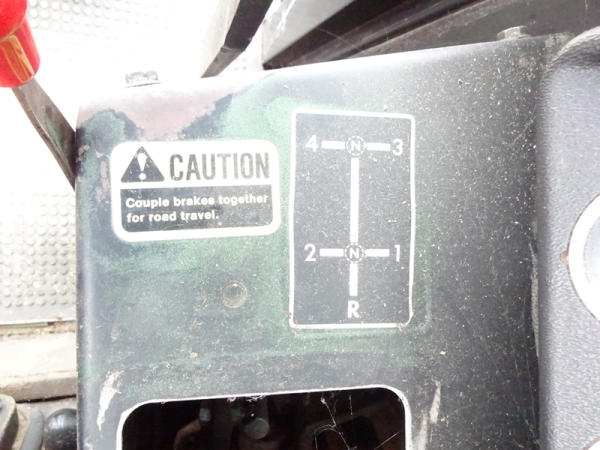 CAUTION
Couple brakes together
for road travel.
4 N 3
2 N 1
R